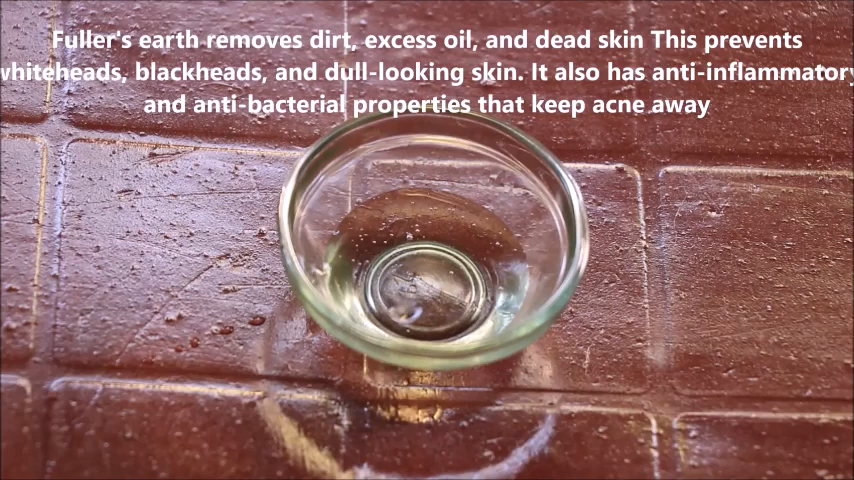 Fuller's earth removes dirt, excess oil, and dead skin This prevents
whiteheads, blackheads, and dull-looking skin. It also has anti-inflammatory
and anti-bacterial properties that keep acne away